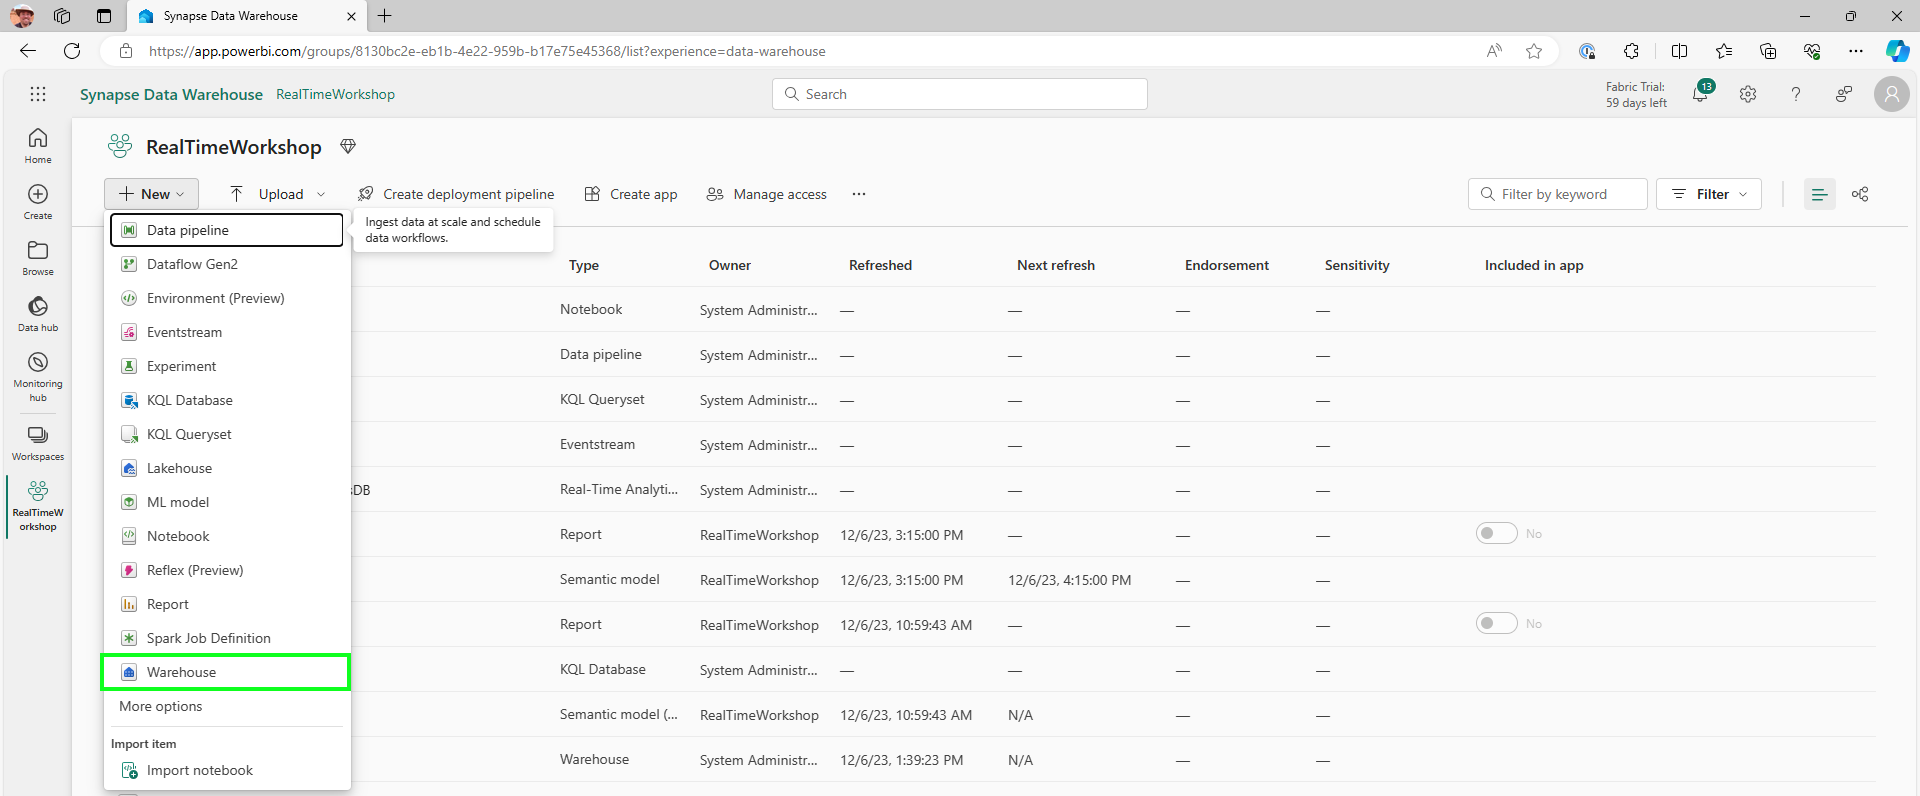 Synapse Data Warehouse
https://app.powerbi.com/groups/8130bc2e-eb1b-4e22-959b-b17e75e45368/list?experience=data-warehouse
Synapse Data Warehouse RealTimeWorkshop
Search
Fabric Trial:
59 days left
13
Home
Create
Browse
Data hub
Monitoring
hub
Workspaces
RealTimeW
orkshop
RealTimeWorkshop
New Upload Create deployment pipeline Create app Manage access
Filter by keyword Filter
Data pipeline
Dataflow Gen2
Environment (Preview)
Eventstream
Experiment
KQL Database
KQL Queryset
Lakehouse
ML model
Notebook
Reflex (Preview)
Report
Spark Job Definition
Warehouse
More options
Import item
Import notebook
Ingest data at scale and schedule
data workflows.
Type Owner Refreshed Next refresh Endorsement Sensitivity Included in app
Notebook System Administr... — — — —
Data pipeline System Administr... — — — —
KQL Queryset System Administr... — — — —
Eventstream System Administr... — — — —
sDB Real-Time Analyti... System Administr... — — — —
Report RealTimeWorkshop 12/6/23, 3:15:00 PM — — — No
Semantic model RealTimeWorkshop 12/6/23, 3:15:00 PM 12/6/23, 4:15:00 PM — —
Report RealTimeWorkshop 12/6/23, 10:59:43 AM — — — No
KQL Database System Administr... — — — —
Semantic model (... RealTimeWorkshop 12/6/23, 10:59:43 AM N/A — —
Warehouse System Administr... 12/6/23, 1:39:23 PM N/A — —